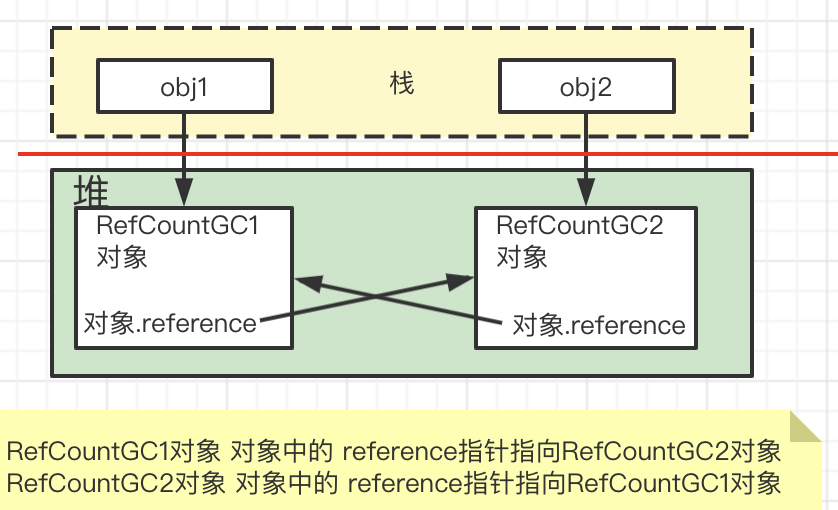 obj1
栈
obj2
堆
RefCountGC1
对象
对象.reference
RefCountGC2
对象
对象.reference
RefCountGC1对象 对象中的 reference指针指向RefCountGC2对象
RefCountGC2对象 对象中的 reference指针指向RefCountGC1对象